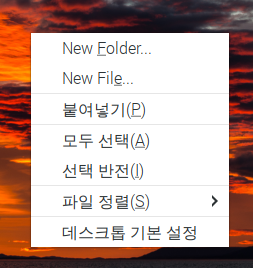 New Folder...
New File...
붙여넣기(P)
모두 선택(A)
선택 반전(I)
파일 정렬(S)
데스크톱 기본 설정